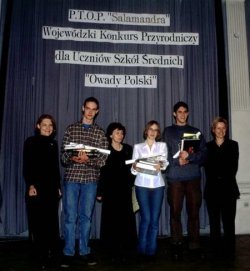 P.T.O.P. "Salamandra"
Wojewódzki Konkurs Przyrodniczy
dla Uczniów Szkół Średnich
"Owady Polski"